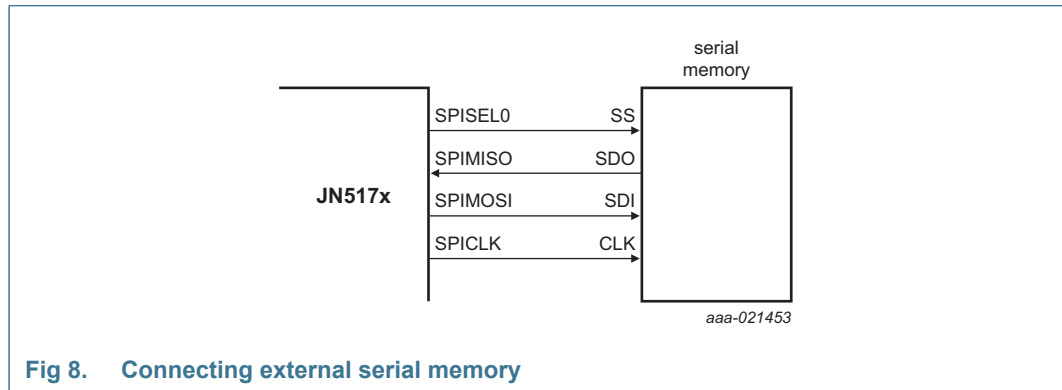 serial
memory
SPISEL0 SS
SPIMISO SDO
JN517x
SPIMOSI SDI
SPICLK CLK
aaa-021453
Fig 8. Connecting external serial memory